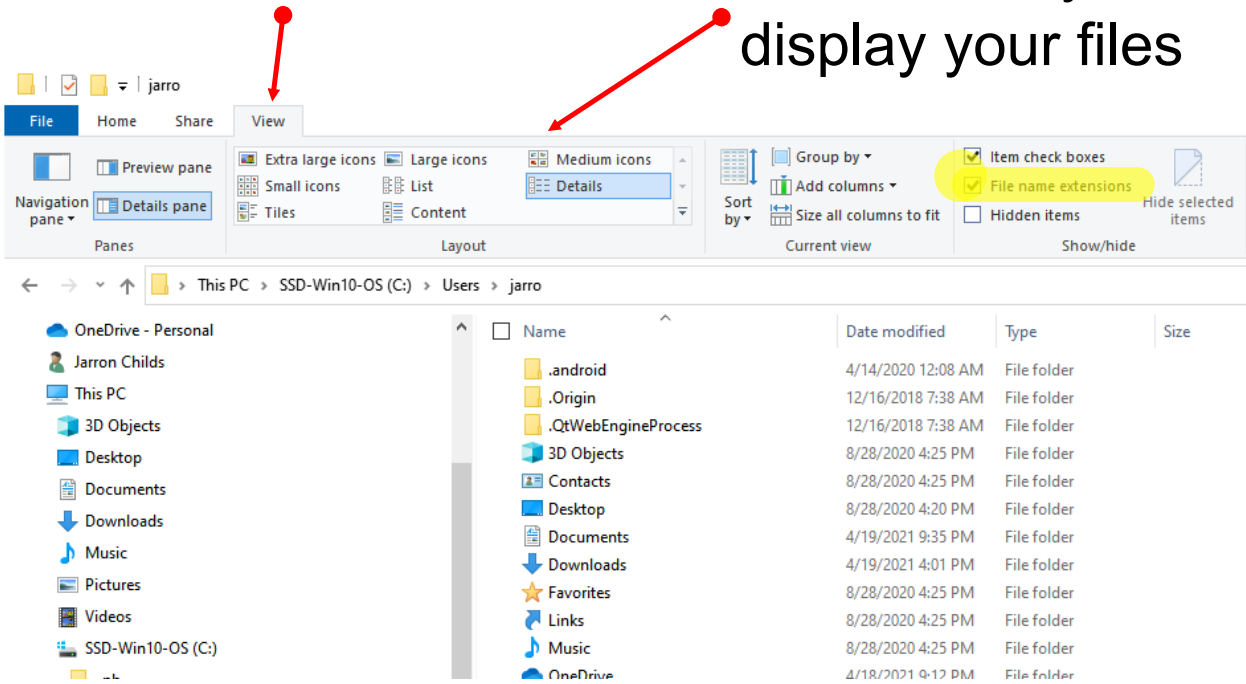 display your files
jarro
File Home Share View
Extra large icons Large icons Medium icons
Preview pane
Small icons List Details
Navigation pane
Details pane
Tiles Content
Panes
Layout
Sort by
Group by
Add columns
Size all columns to fit
Current view
Item check boxes
File name extensions
Hidden items
Hide selected items
Show/hide
This PC > SSD-Win10-OS (C:) > Users > jarro
OneDrive - Personal
Jarron Childs
This PC
3D Objects
Desktop
Documents
Downloads
Music
Pictures
Videos
SSD-Win10-OS (C:)
Name Date modified Type Size
.android 4/14/2020 12:08 AM File folder
.Origin 12/16/2018 7:38 AM File folder
.QtWebEngineProcess 12/16/2018 7:38 AM File folder
3D Objects 8/28/2020 4:25 PM File folder
Contacts 8/28/2020 4:25 PM File folder
Desktop 8/28/2020 4:20 PM File folder
Documents 4/19/2021 9:35 PM File folder
Downloads 4/19/2021 4:01 PM File folder
Favorites 8/28/2020 4:25 PM File folder
Links 8/28/2020 4:25 PM File folder
Music 8/28/2020 4:25 PM File folder
OneDrive 4/18/2021 9:12 PM File folder